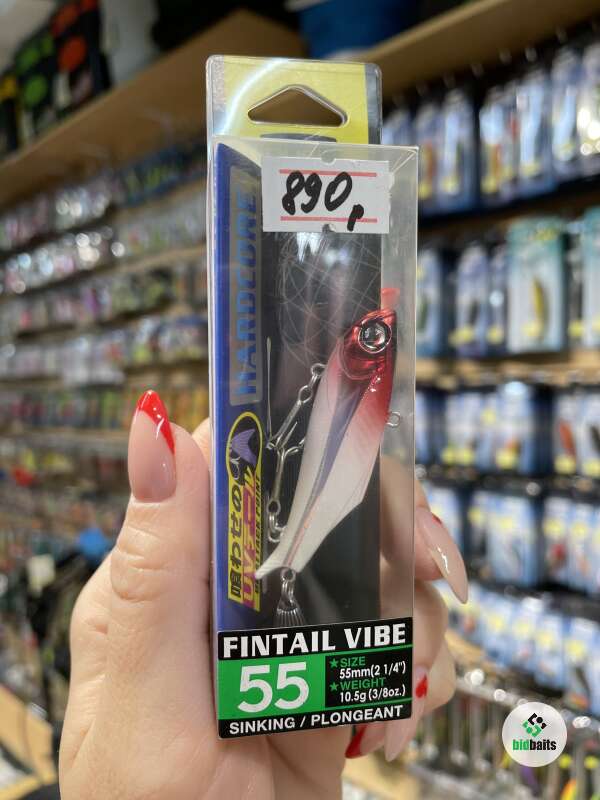 890,
HARDCORE
FINTAIL VIBE
55
★SIZE
55mm(2 1/4")
★WEIGHT
10.5g(3/8oz.)
SINKING / PLONGEANT
bidbaits